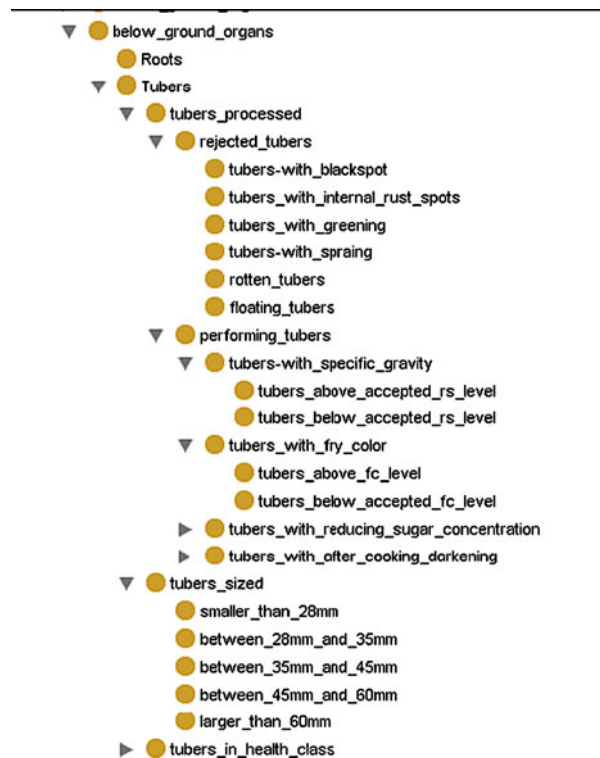 below_ground_organs
Roots
Tubers
tubers_processed
rejected_tubers
tubers-with_blackspot
tubers_with_internal_rust_spots
tubers_with_greening
tubers-with_spraing
rotten_tubers
floating_tubers
performing_tubers
tubers-with_specific_gravity
tubers_above_accepted_rs_level
tubers_below_accepted_rs_level
tubers_with_fry_color
tubers_above_fc_level
tubers_below_accepted_fc_level
tubers_with_reducing_sugar_concentration
tubers_with_after_cooking_darkening
tubers_sized
smaller_than_28mm
between_28mm_and_35mm
between_35mm_and_45mm
between_45mm_and_60mm
larger_than_60mm
tubers_in_health_class